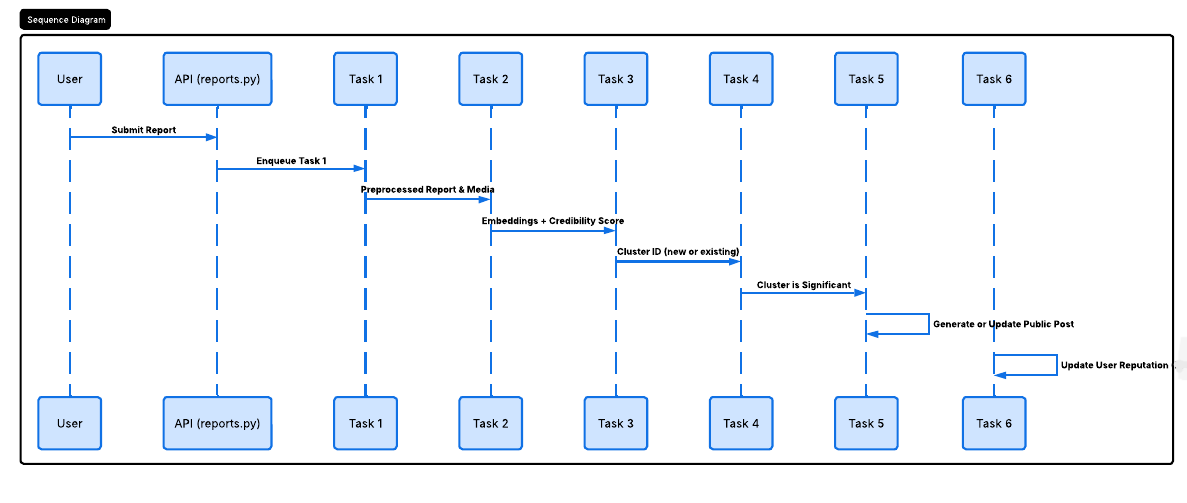 Sequence Diagram
User
API (reports.py)
Task 1
Task 2
Task 3
Task 4
Task 5
Task 6
Submit Report
Enqueue Task 1
Preprocessed Report & Media
Embeddings + Credibility Score
Cluster ID (new or existing)
Cluster is Significant
Generate or Update Public Post
Update User Reputation
User
API (reports.py)
Task 1
Task 2
Task 3
Task 4
Task 5
Task 6